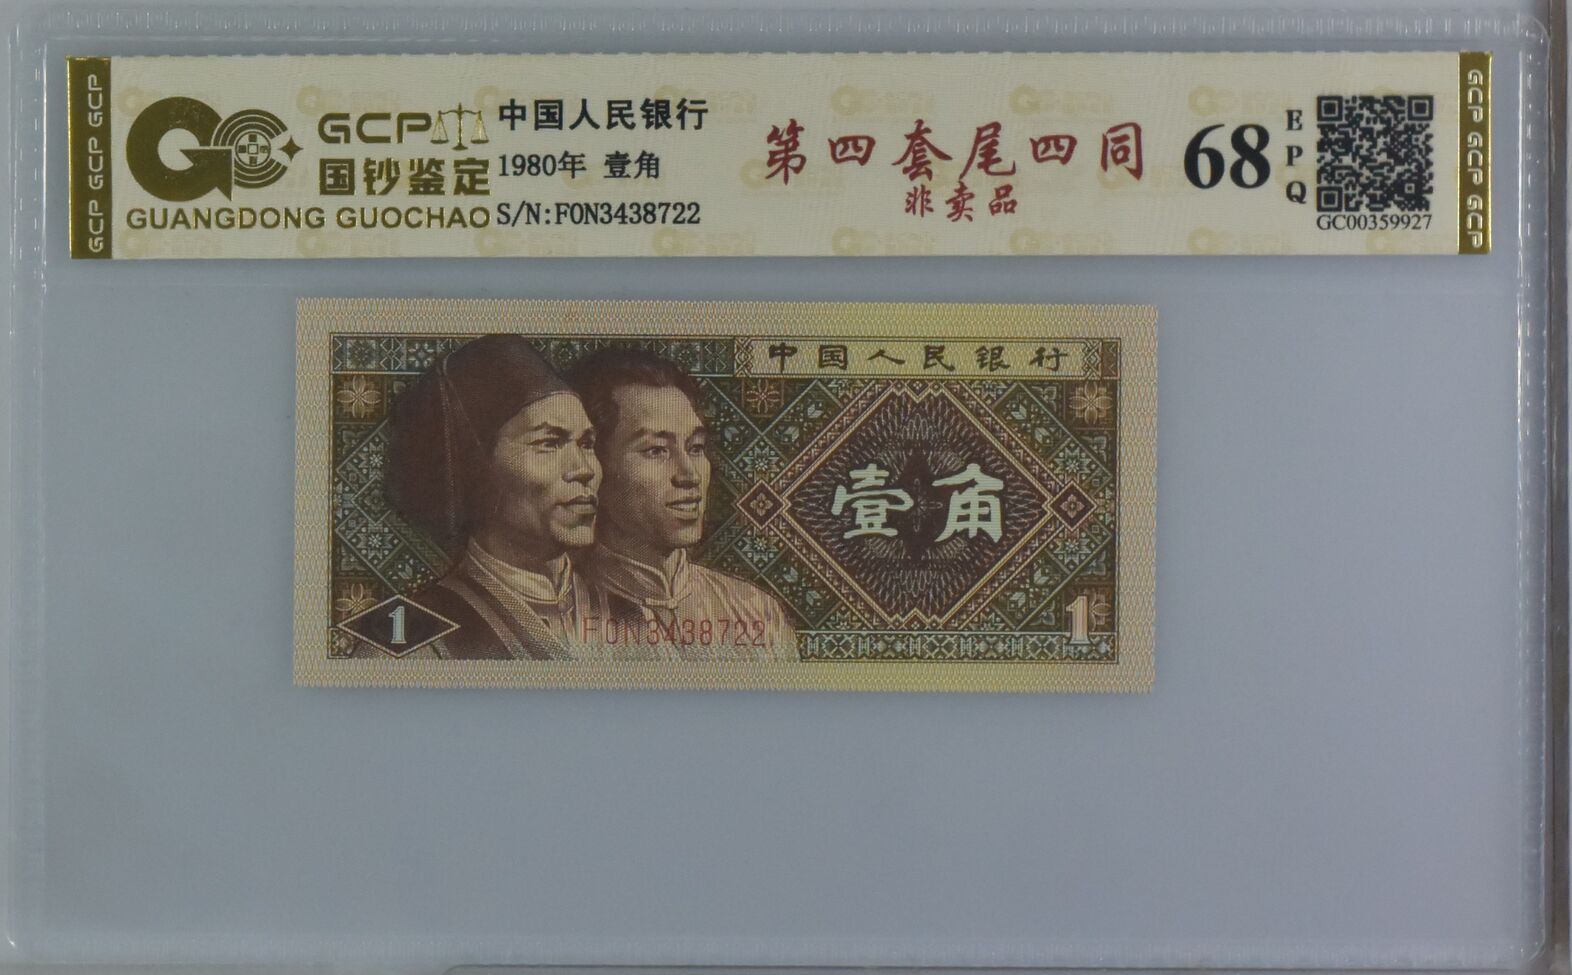 GCP GCP GCP
GCP
国钞鉴定
GUANGDONG GUOCHAO
中国人民银行
1980年 壹角
S/N:F0N3438722
第四套尾四同
非卖品
68
EPQ
GC00359927
GCP GCP GCP
中国人民银行
壹角
1
F0N3438722
1